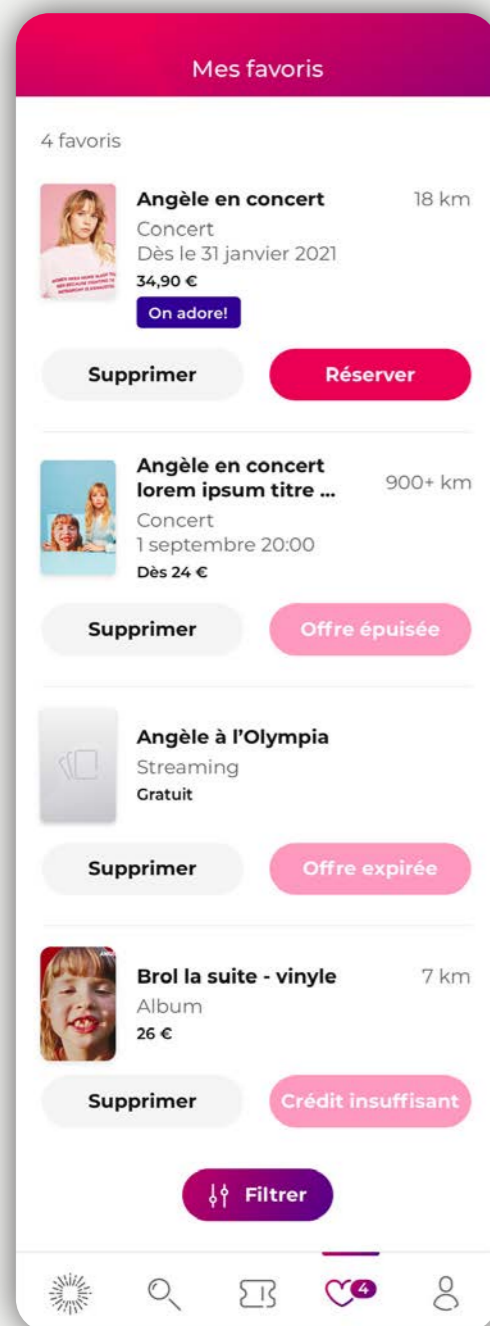 Mes favoris
4 favoris
Angèle en concert
18 km
Concert
Dès le 31 janvier 2021
34,90 €
On adore!
Supprimer
Réserver
Angèle en concert
lorem ipsum titre ...
900+ km
Concert
1 septembre 20:00
Dès 24 €
Supprimer
Offre épuisée
Angèle à l'Olympia
Streaming
Gratuit
Supprimer
Offre expirée
Brol la suite - vinyle
7 km
Album
26 €
Supprimer
Crédit insuffisant
Filtrer
4